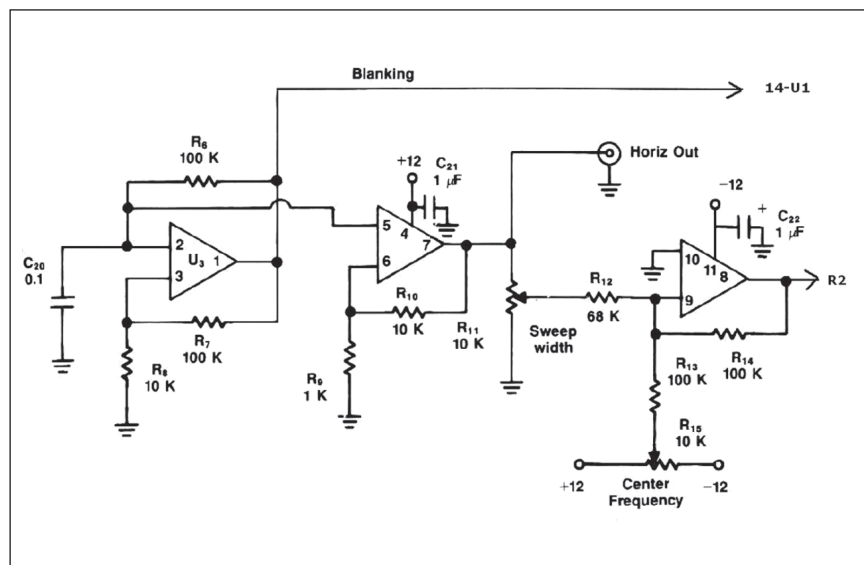 Blanking
14-U1
R6
100 K
+12
C21
1 μF
Horiz Out
-12
+
C22
1 μF
C20
0.1
2
3
U3
1
5
6
4
7
10
11
8
9
R2
R7
100 K
R8
10 K
R10
10 K
R11
10 K
R9
1 K
Sweep
width
R12
68 K
R13
100 K
R14
100 K
R15
10 K
+12
-12
Center
Frequency